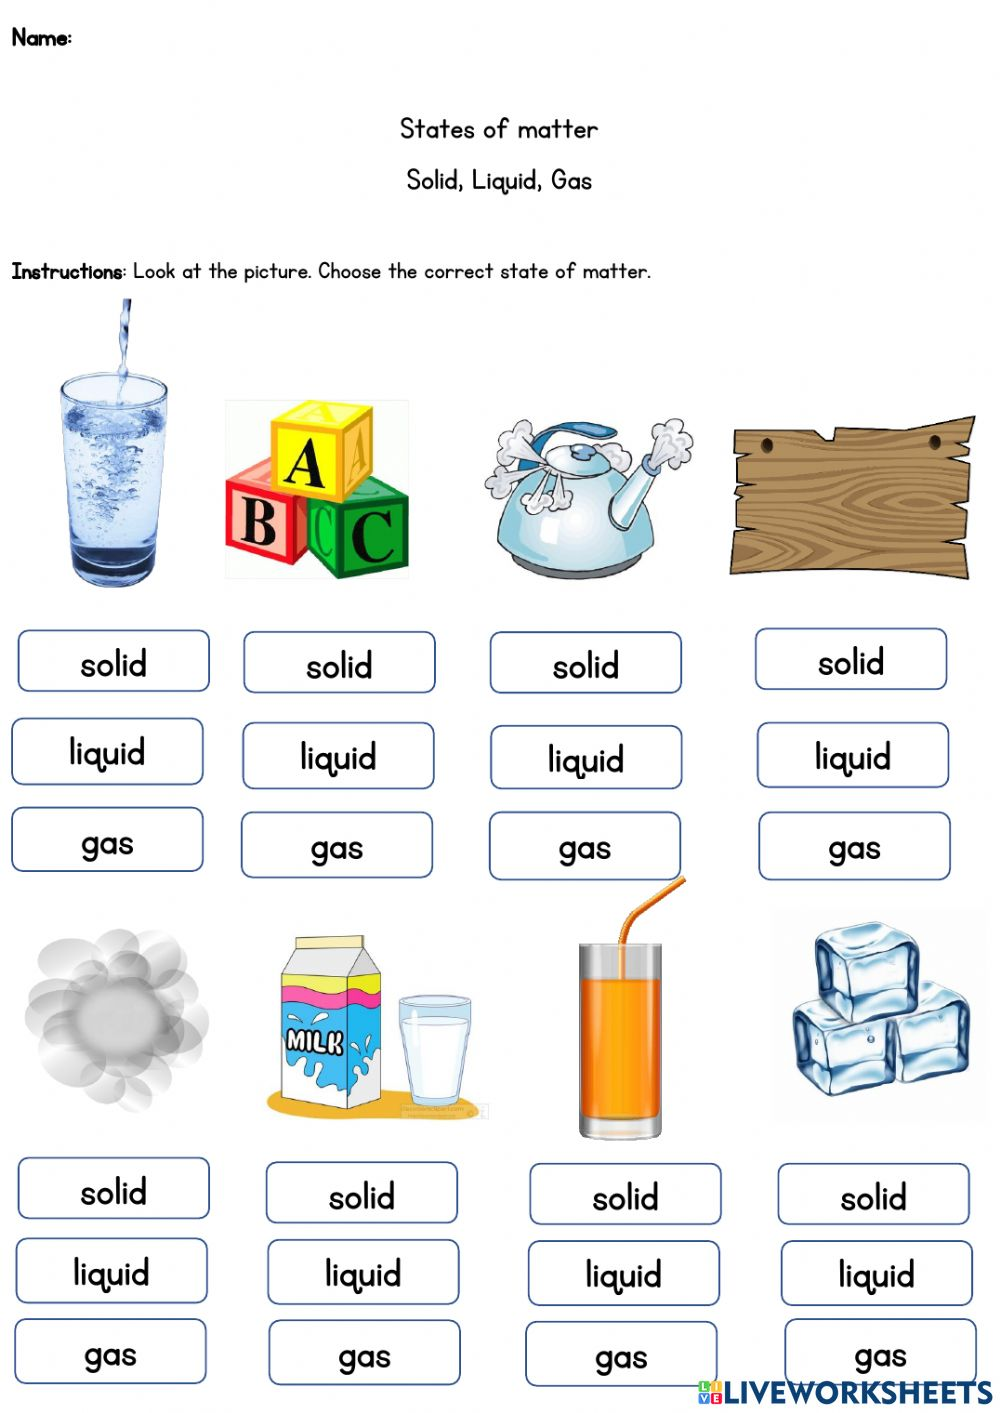 Name:
States of matter
Solid, Liquid, Gas
Instructions: Look at the picture. Choose the correct state of matter.
A
B C C
MILK
solid solid solid solid
liquid liquid liquid liquid
gas gas gas gas
solid solid solid solid
liquid liquid liquid liquid
gas gas gas gas
LIVE LIVEWORKSHEETS